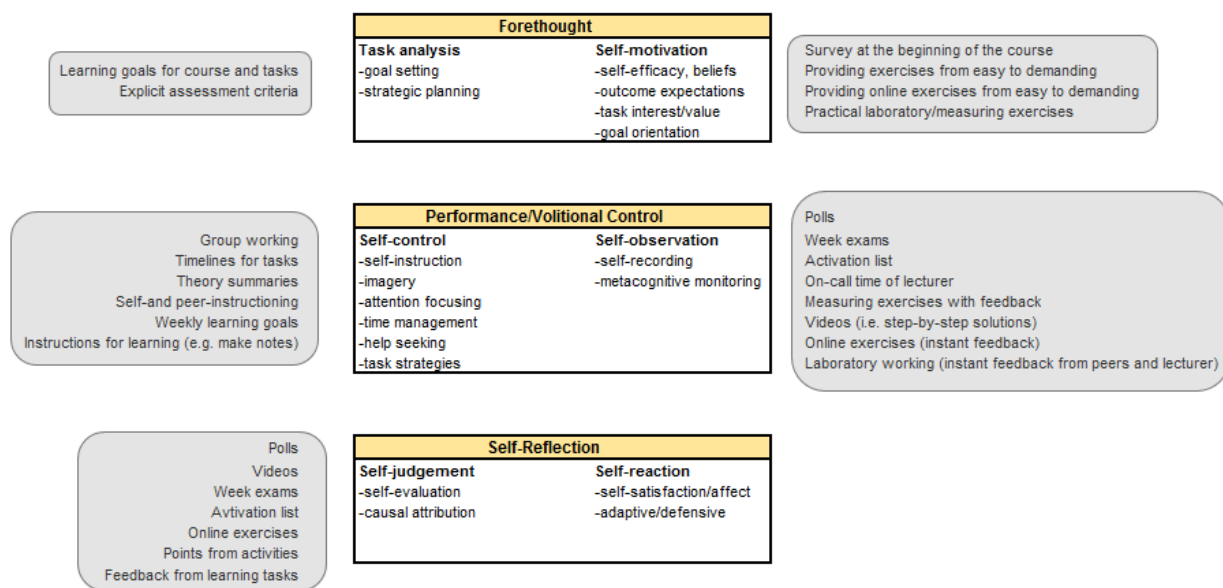 Forethought
Learning goals for course and tasks
Explicit assessment criteria
Task analysis
-goal setting
-strategic planning
Self-motivation
-self-efficacy, beliefs
-outcome expectations
-task interest/value
-goal orientation
Survey at the beginning of the course
Providing exercises from easy to demanding
Providing online exercises from easy to demanding
Practical laboratory/measuring exercises
Performance/Volitional Control
Group working
Timelines for tasks
Theory summaries
Self-and peer-instructioning
Weekly learning goals
Instructions for learning (e.g. make notes)
Self-control
-self-instruction
-imagery
-attention focusing
-time management
-help seeking
-task strategies
Self-observation
-self-recording
-metacognitive monitoring
Polls
Week exams
Activation list
On-call time of lecturer
Measuring exercises with feedback
Videos (i.e. step-by-step solutions)
Online exercises (instant feedback)
Laboratory working (instant feedback from peers and lecturer)
Self-Reflection
Polls
Videos
Week exams
Avtivation list
Online exercises
Points from activities
Feedback from learning tasks
Self-judgement
-self-evaluation
-causal attribution
Self-reaction
-self-satisfaction/affect
-adaptive/defensive